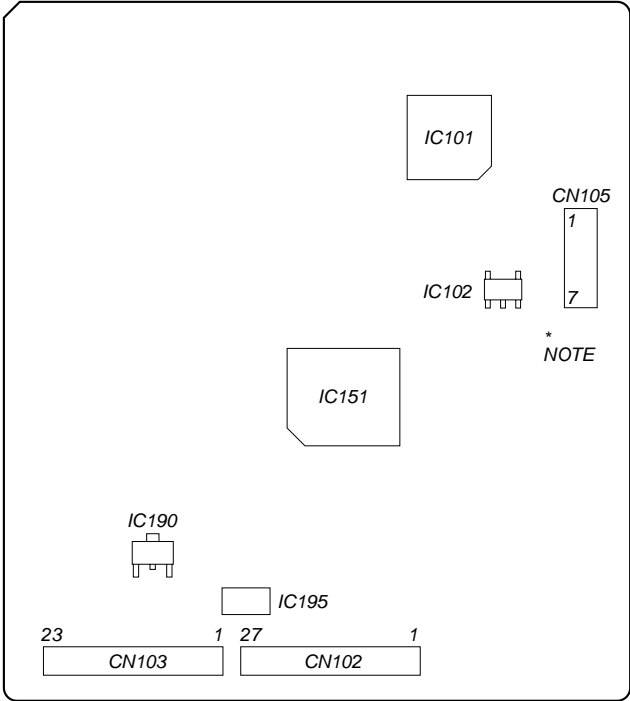 IC101
CN105
1
IC102
7
*
NOTE
IC151
IC190
IC195
23 1 27 1
CN103 CN102